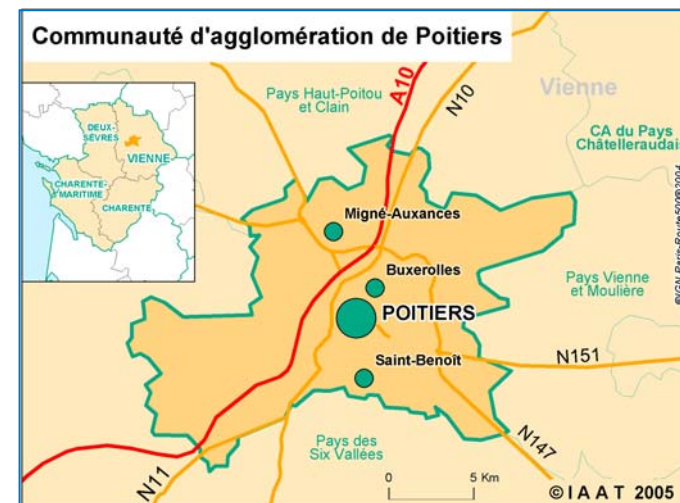 Communauté d'agglomération de Poitiers
A10
N10
Vienne
Pays Haut-Poitou
et Clain
CA du Pays
Châtelleraudais
DEUX-
SÈVRES
VIENNE
CHARENTE-
MARITIME
CHARENTE
Migné-Auxances
Buxerolles
POITIERS
Pays Vienne
et Moulière
Saint-Benoît
N151
N147
Pays des
Six Vallées
N11
0 5 Km
© I A A T 2005